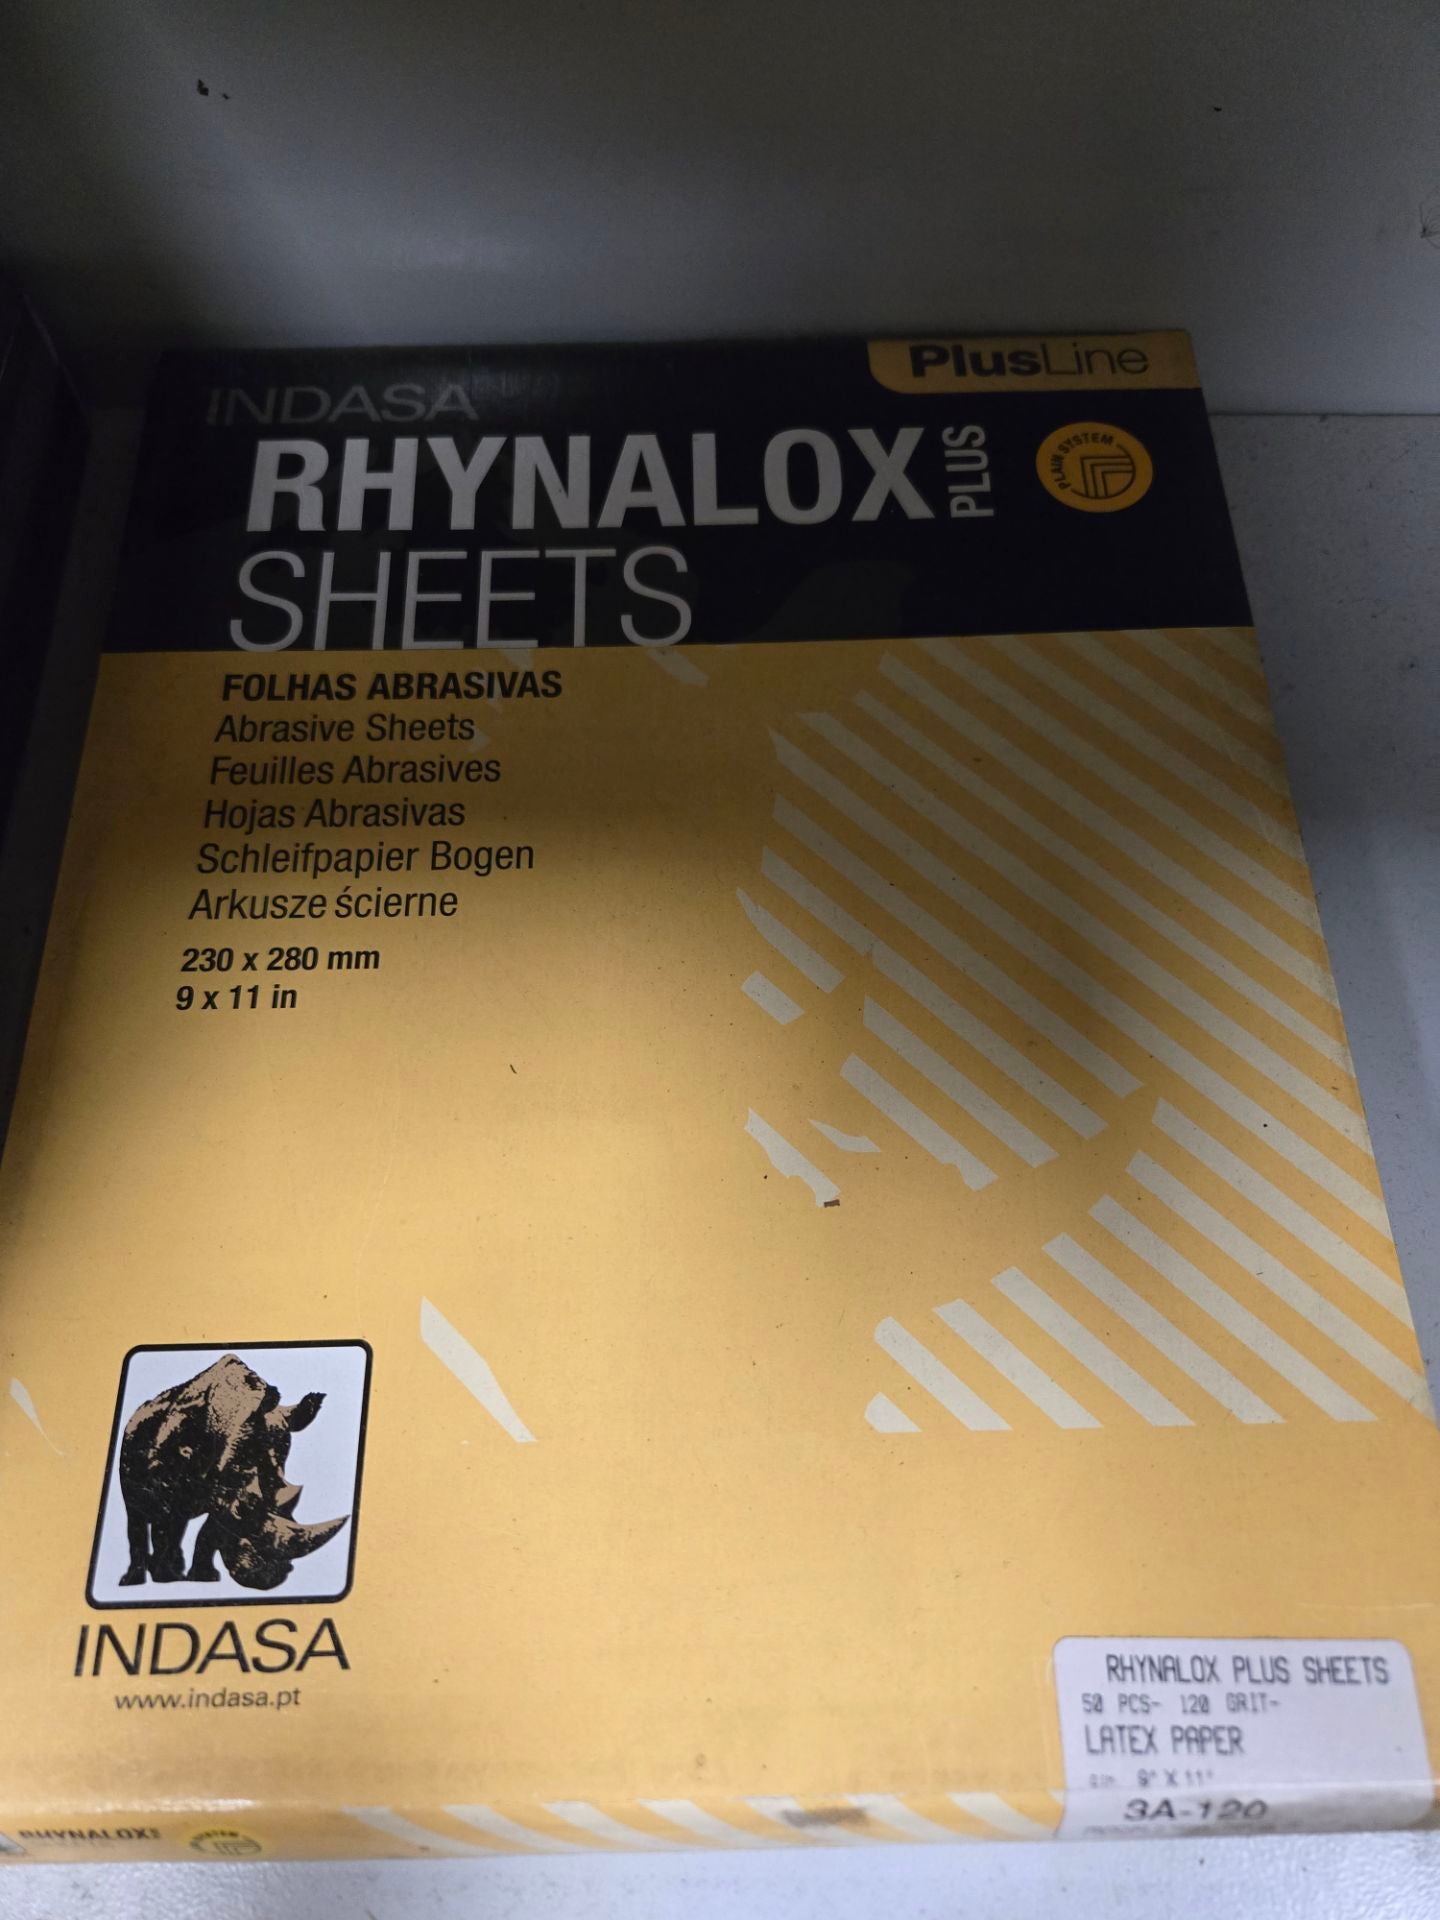 PlusLine
INDASA
RHYNALOX PLUS
PLAIN SYSTEM
SHEETS
FOLHAS ABRASIVAS
Abrasive Sheets
Feuilles Abrasives
Hojas Abrasivas
Schleifpapier Bogen
Arkusze ścierne
230 x 280 mm
9 x 11 in
INDASA
www.indasa.pt
RHYNALOX PLUS SHEETS
50 PCS- 120 GRIT-
LATEX PAPER
9" X 11"
3A-120
RHYNALOX